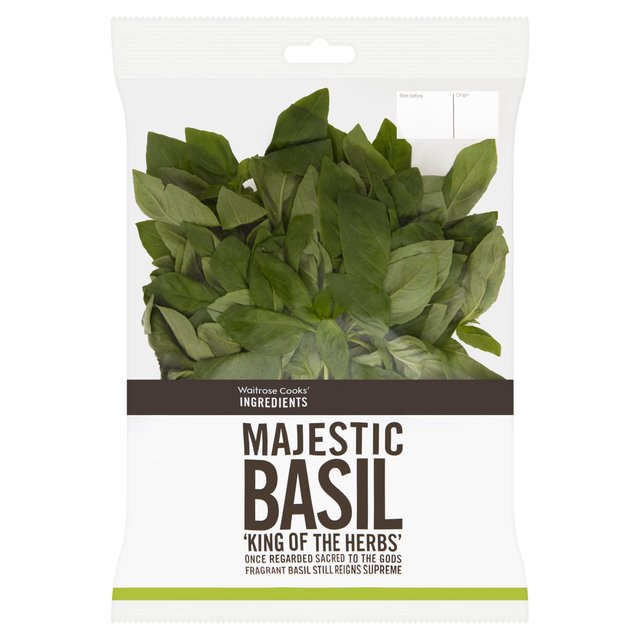 Best before: Origin
Waitrose Cooks'
INGREDIENTS
MAJESTIC
BASIL
'KING OF THE HERBS'
ONCE REGARDED SACRED TO THE GODS
FRAGRANT BASIL STILL REIGNS SUPREME